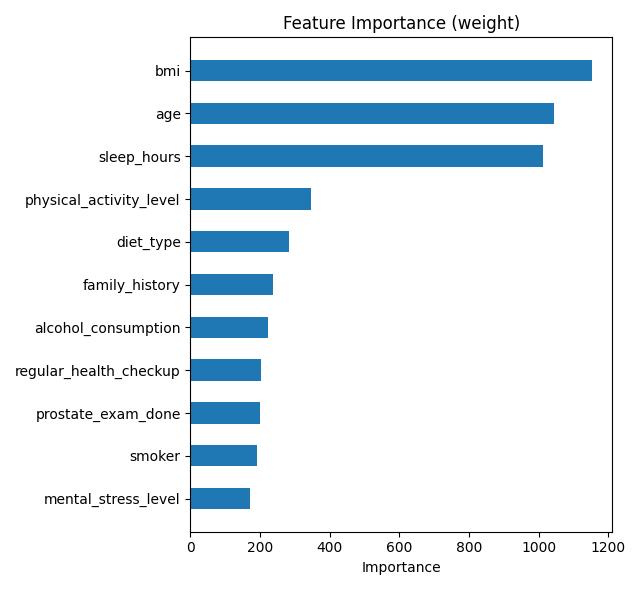 Feature Importance (weight)
bmi
age
sleep_hours
physical_activity_level
diet_type
family_history
alcohol_consumption
regular_health_checkup
prostate_exam_done
smoker
mental_stress_level
0 200 400 600 800 1000 1200
Importance